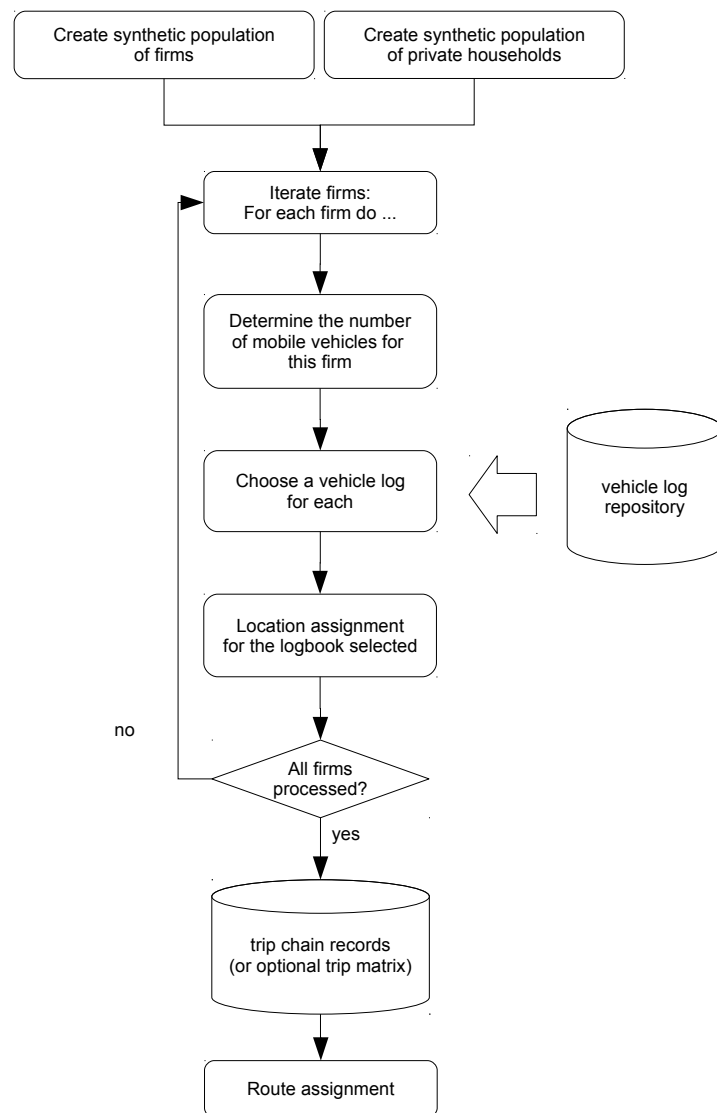 Create synthetic population
of firms
Create synthetic population
of private households
Iterate firms:
For each firm do ...
Determine the number
of mobile vehicles for
this firm
Choose a vehicle log
for each
vehicle log
repository
Location assignment
for the logbook selected
no
All firms
processed?
yes
trip chain records
(or optional trip matrix)
Route assignment